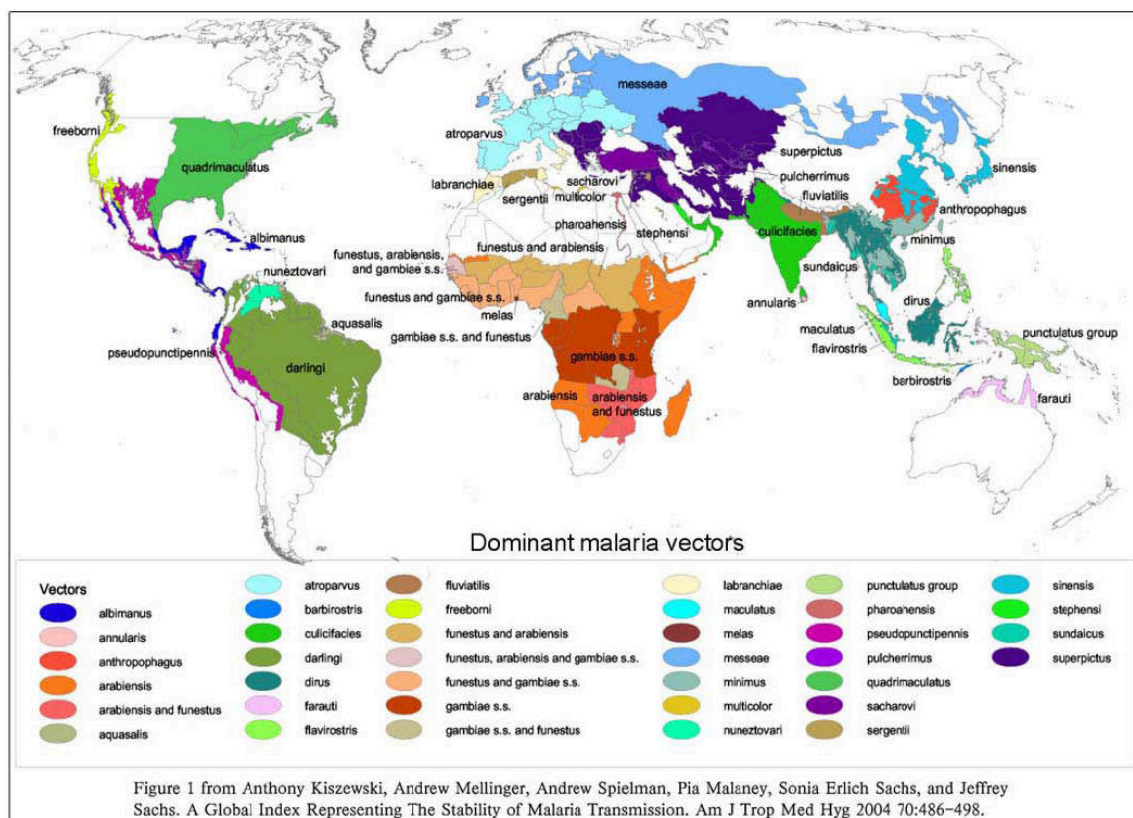 freeborni
quadrimaculatus
albimanus
nuneztovari
aquasalis
pseudopunctipennis
darlingi
messeae
atroparvus
labranchiae
sergentii
sacharovi
multicolor
pharoahensis
stephensi
superpictus
pulcherrimus
fluviatilis
culicifacies
sinensis
anthropophagus
minimus
sundaicus
annularis
dirus
maculatus
flavirostris
barbirostris
punctulatus group
farauti
funestus and arabiensis
funestus, arabiensis,
and gambiae s.s.
funestus and gambiae s.s.
melas
gambiae s.s. and funestus
gambiae s.s.
arabiensis
arabiensis
and funestus
Dominant malaria vectors
Vectors
albimanus
annularis
anthropophagus
arabiensis
arabiensis and funestus
aquasalis
atroparvus
barbirostris
culicifacies
darlingi
dirus
farauti
flavirostris
fluviatilis
freeborni
funestus and arabiensis
funestus, arabiensis and gambiae s.s.
funestus and gambiae s.s.
gambiae s.s.
gambiae s.s. and funestus
labranchiae
maculatus
melas
messeae
minimus
multicolor
nuneztovari
punctulatus group
pharoahensis
pseudopunctipennis
pulcherrimus
quadrimaculatus
sacharovi
sergentii
sinensis
stephensi
sundaicus
superpictus
Figure 1 from Anthony Kiszewski, Andrew Mellinger, Andrew Spielman, Pia Malaney, Sonia Erlich Sachs, and Jeffrey
Sachs. A Global Index Representing The Stability of Malaria Transmission. Am J Trop Med Hyg 2004 70:486–498.